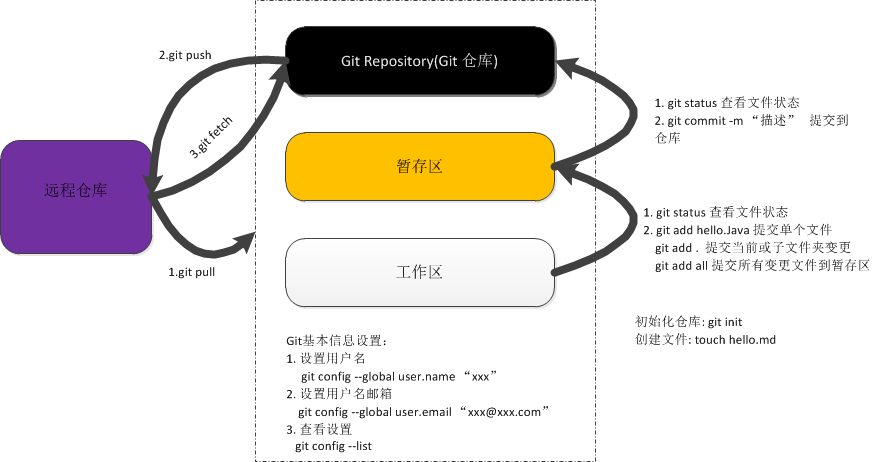 2.git push
Git Repository(Git 仓库)
3.git fetch
1. git status 查看文件状态
2. git commit -m “描述” 提交到
仓库
暂存区
远程仓库
1. git status 查看文件状态
2. git add hello.Java 提交单个文件
git add . 提交当前或子文件夹变更
git add all 提交所有变更文件到暂存区
1.git pull
工作区
初始化仓库: git init
创建文件: touch hello.md
Git基本信息设置：
1. 设置用户名
git config --global user.name “xxx”
2. 设置用户名邮箱
git config --global user.email “xxx@xxx.com”
3. 查看设置
git config --list